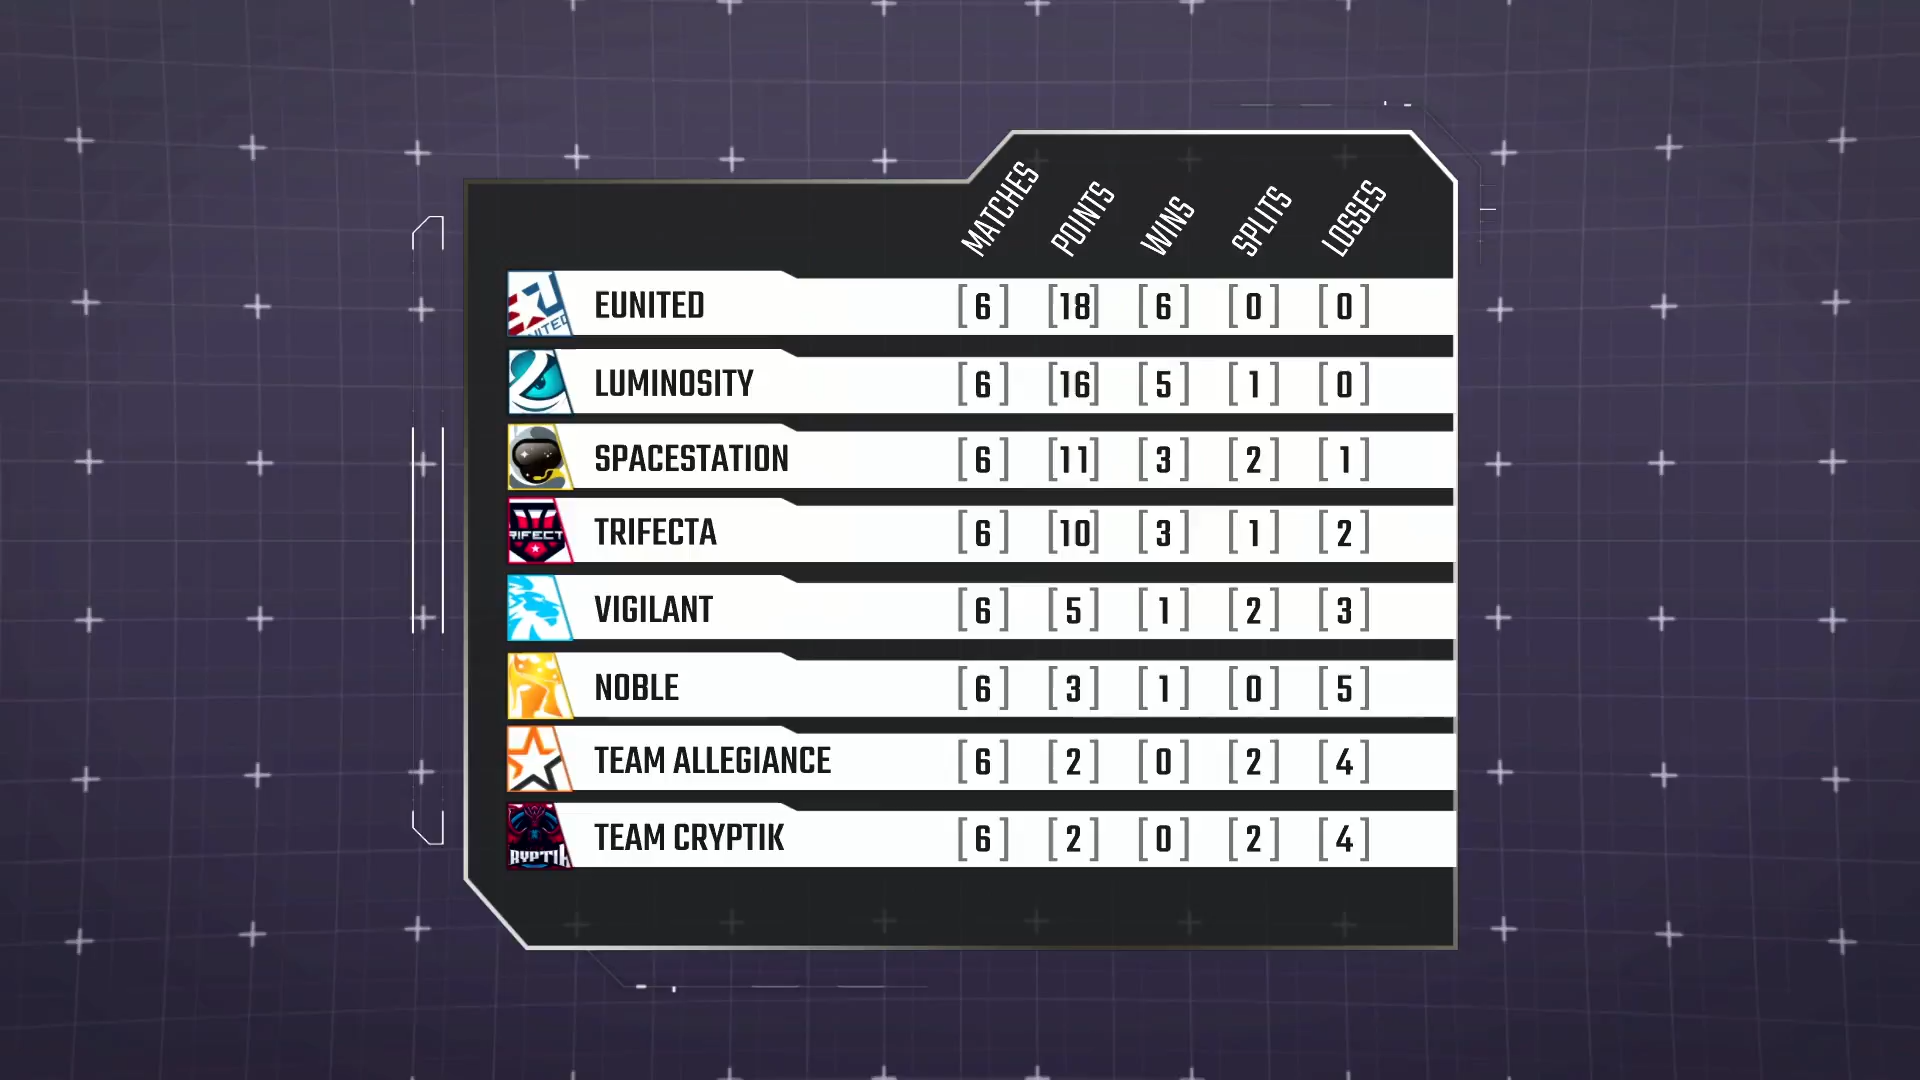 MATCHES POINTS WINS SPLITS LOSSES
EUNITED [6] [18] [6] [0] [0]
LUMINOSITY [6] [16] [5] [1] [0]
SPACESTATION [6] [11] [3] [2] [1]
RIFECT TRIFECTA [6] [10] [3] [1] [2]
VIGILANT [6] [5] [1] [2] [3]
NOBLE [6] [3] [1] [0] [5]
TEAM ALLEGIANCE [6] [2] [0] [2] [4]
RYPTIK TEAM CRYPTIK [6] [2] [0] [2] [4]